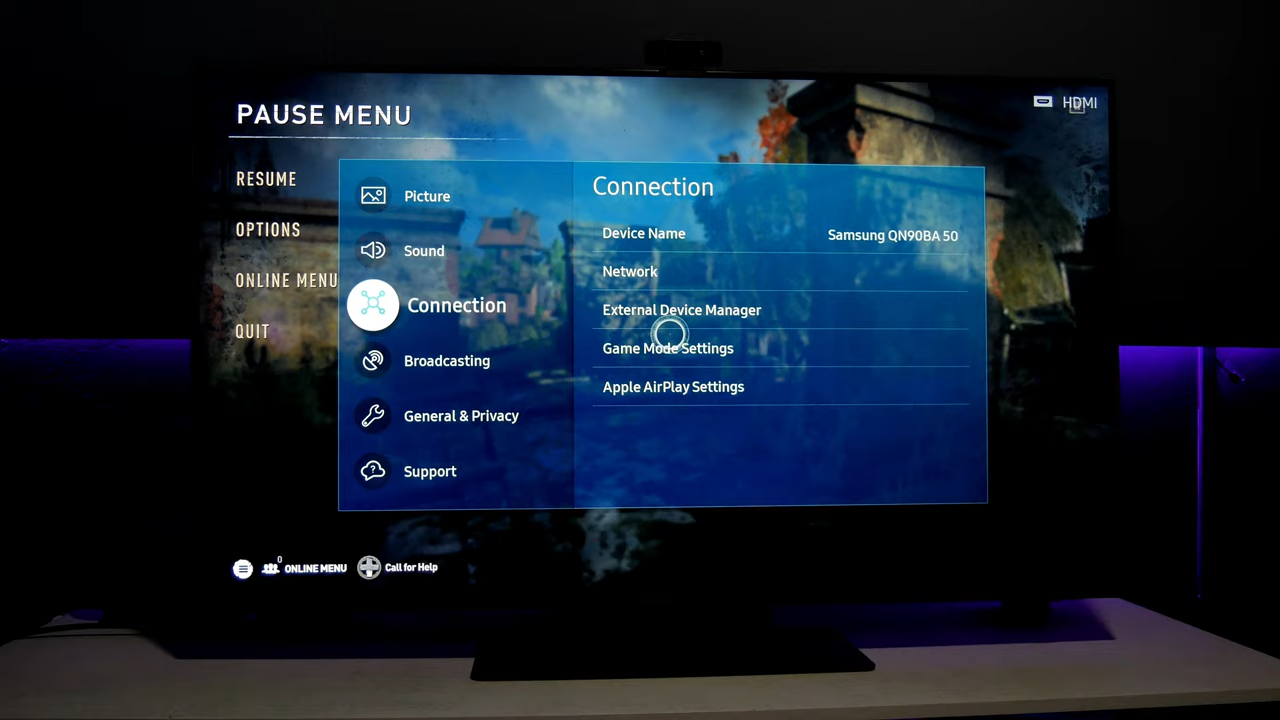 PAUSE MENU
HDMI
RESUME
OPTIONS
ONLINE MENU
QUIT
Picture
Sound
Connection
Broadcasting
General & Privacy
Support
Connection
Device Name Samsung QN90BA 50
Network
External Device Manager
Game Mode Settings
Apple AirPlay Settings
0
ONLINE MENU Call for Help